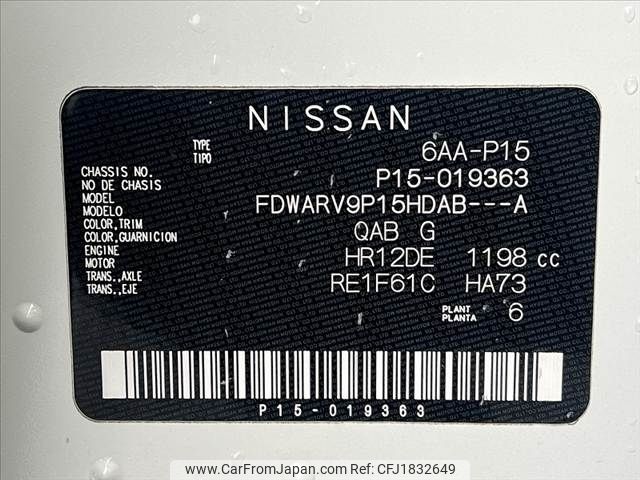 NISSAN
TYPE
TIPO 6AA-P15
CHASSIS NO.
NO DE CHASIS P15-019363
MODEL
MODELO FDWARV9P15HDAB---A
COLOR,TRIM
COLOR,GUARNICION QAB G
ENGINE
MOTOR HR12DE 1198 cc
TRANS.,AXLE
TRANS.,EJE RE1F61C HA73
PLANT
PLANTA 6
P15-019363
www.CarFromJapan.com | Ref No: CFJ1832649